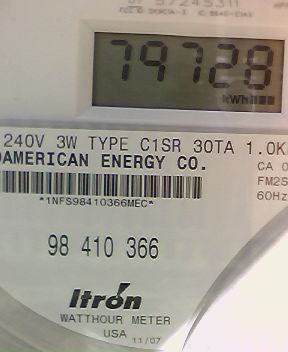 79728
kWh
240V 3W TYPE C1SR 30TA 1.0K
AMERICAN ENERGY CO.
CA 0
FM2S
60Hz
*1NFS98410366MEC*
98 410 366
Itron
WATTHOUR METER
USA 11/07